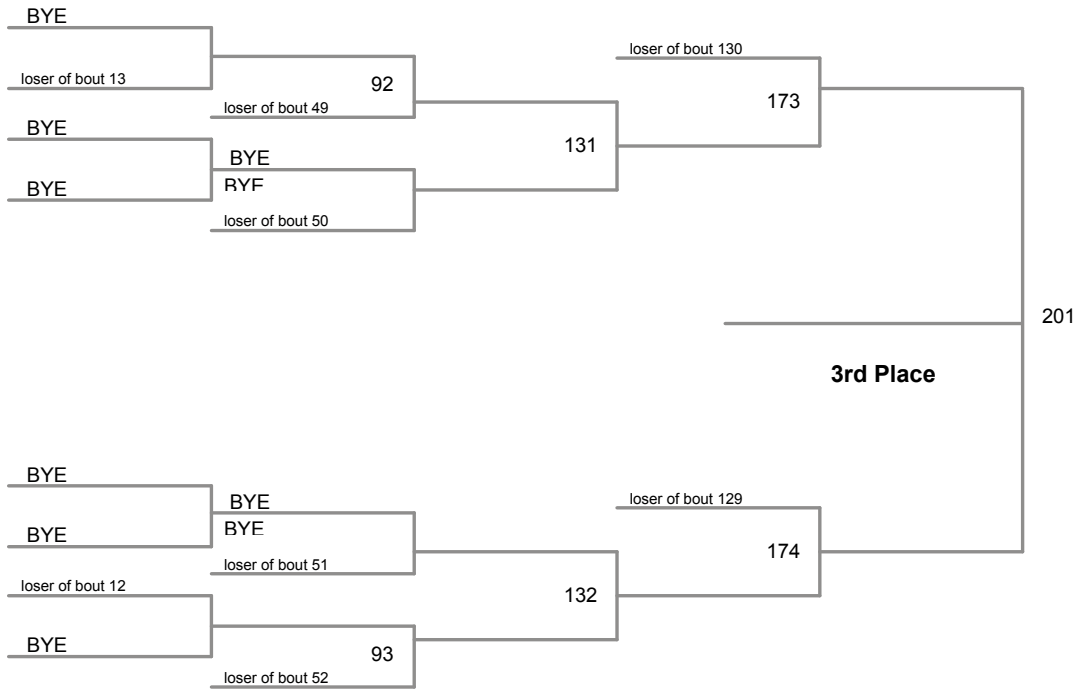 BYE
loser of bout 13
92
loser of bout 49
BYE
BYE
BYE
BYE
loser of bout 50
131
loser of bout 130
173
201
3rd Place
BYE
BYE
BYE
BYE
loser of bout 51
loser of bout 12
BYE
93
loser of bout 52
132
loser of bout 129
174